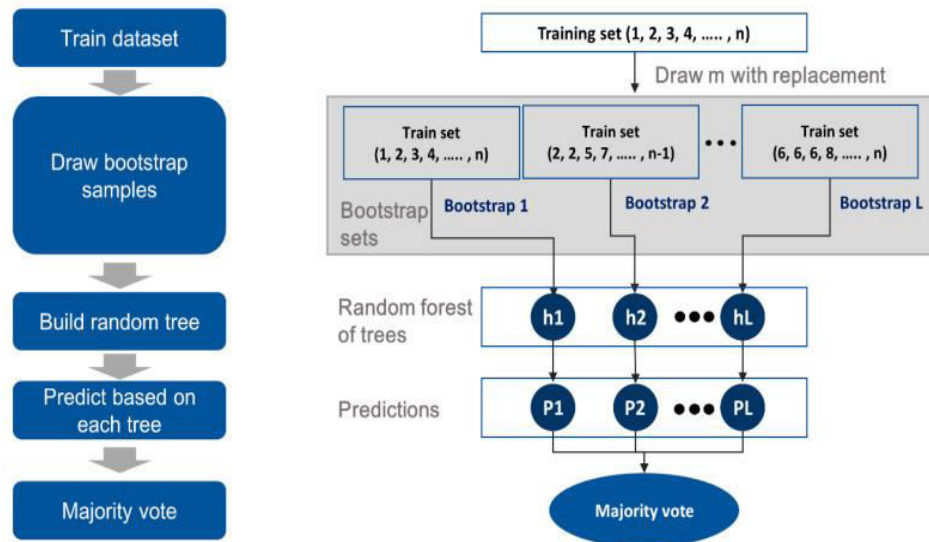 Train dataset
Draw bootstrap
samples
Build random tree
Predict based on
each tree
Majority vote
Training set (1, 2, 3, 4, ..... , n)
Draw m with replacement
Train set
(1, 2, 3, 4, ..... , n)
Train set
(2, 2, 5, 7, ..... , n-1)
Train set
(6, 6, 6, 8, ..... , n)
Bootstrap 1
Bootstrap 2
Bootstrap L
Bootstrap
sets
Random forest
of trees
h1
h2
hL
Predictions
P1
P2
PL
Majority vote